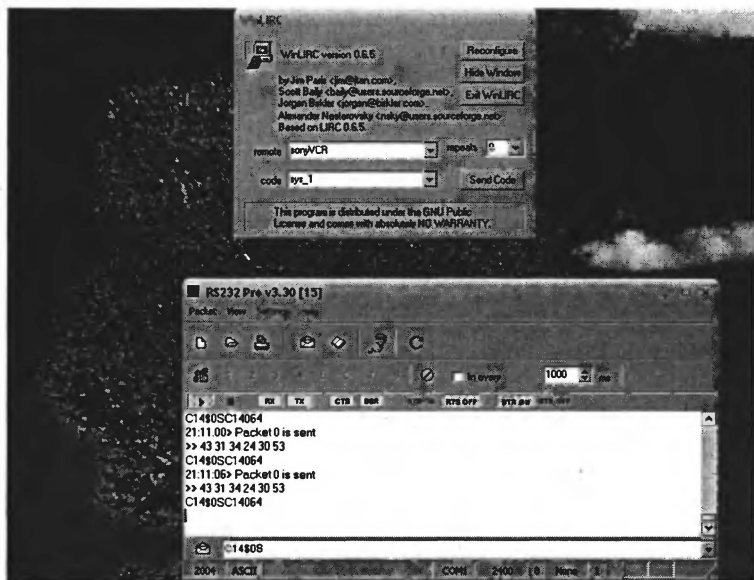 WinLIRC
WinLIRC version 0.6.5
by Jim Paris <jim@jtan.com>,
Scott Baily <baily@users.sourceforge.net>,
Jorgen Birkler <jorgen@birkler.com>,
Alexander Nesterovsky <nsky@users.sourceforge.net>
Based on LIRC 0.6.5.
Reconfigure
Hide Window
Exit WinLIRC
remote sonyVCR repeats
code sys_1 Send Code
This program is distributed under the GNU Public
License and comes with absolutely NO WARRANTY.
RS232 Pro v3.30 [15]
Packet View
In every 1000 ms
RX TX CTS DSR RTS OFF DTR ON
C14$0SC14064
21:11:00> Packet 0 is sent
>> 43 31 34 24 30 53
C14$0SC14064
21:11:06> Packet 0 is sent
>> 43 31 34 24 30 53
C14$0SC14064
C14$0S
2004 ASCII COM1 2400 8 None 1